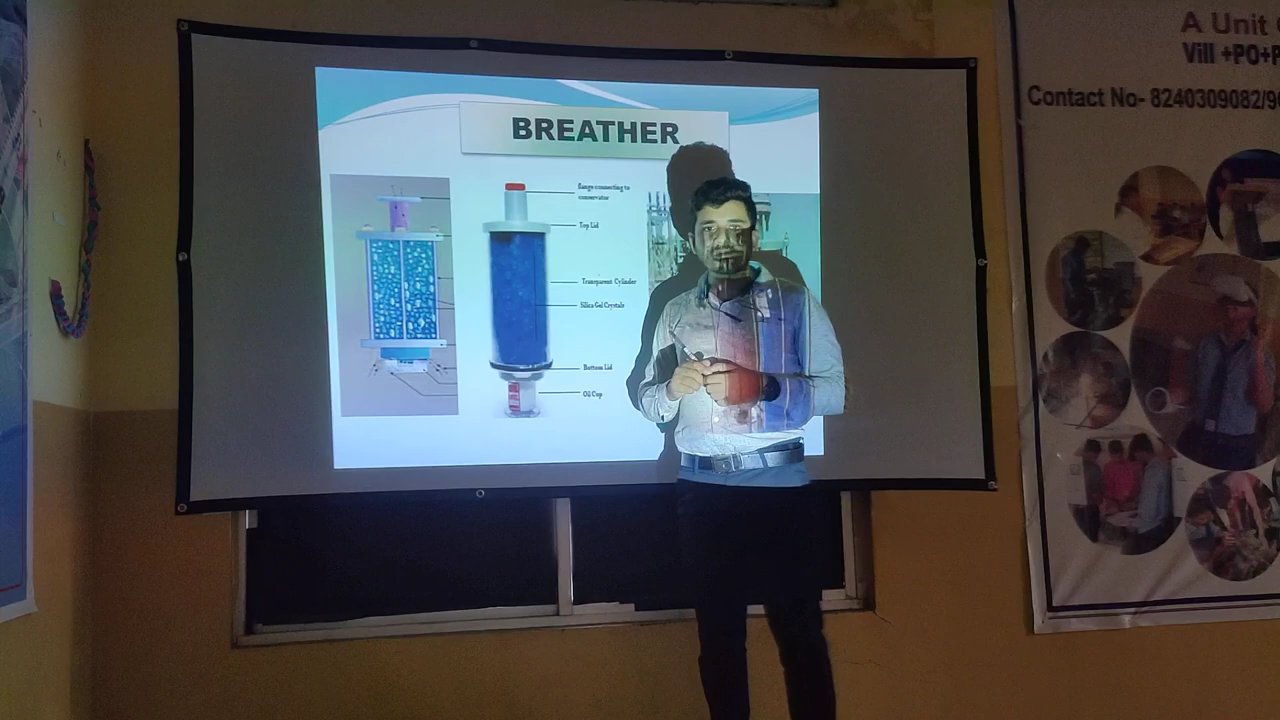 BREATHER
flange connecting to
conservator
Top Lid
Transparent Cylinder
Silica Gel Crystals
Bottom Lid
Oil Cup
A Unit
Vill +PO+P
Contact No- 8240309082/9